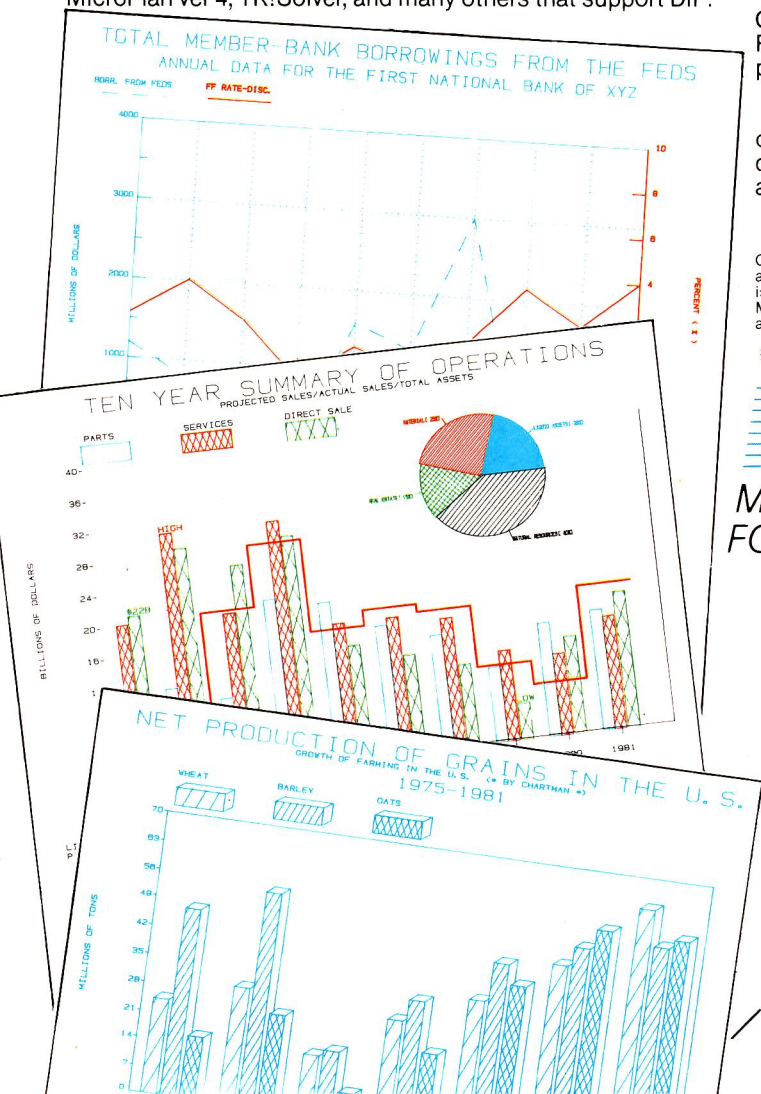 MicroPlan ver 4, TK!Solver, and many others that support DIF.
TOTAL MEMBER-BANK BORROWINGS FROM THE FEDS
ANNUAL DATA FOR THE FIRST NATIONAL BANK OF XYZ
BORR. FROM FEDS
FF RATE-DISC.
4000
3000
2000
1000
MILLIONS OF DOLLARS
10
8
6
4
PERCENT ( % )
TEN YEAR SUMMARY OF OPERATIONS
PROJECTED SALES/ACTUAL SALES/TOTAL ASSETS
PARTS
SERVICES
DIRECT SALE
40-
36-
32-
28-
24-
20-
16-
1
BILLIONS OF DOLLARS
$22B
HIGH
OW
1981
NET PRODUCTION OF GRAINS IN THE U.S.
GROWTH OF FARMING IN THE U.S. (* BY CHARTMAN *)
1975-1981
WHEAT
BARLEY
OATS
70
63
56
49
42
35
28
21
14
7
0
MILLIONS OF TONS
LI
P
M
FO